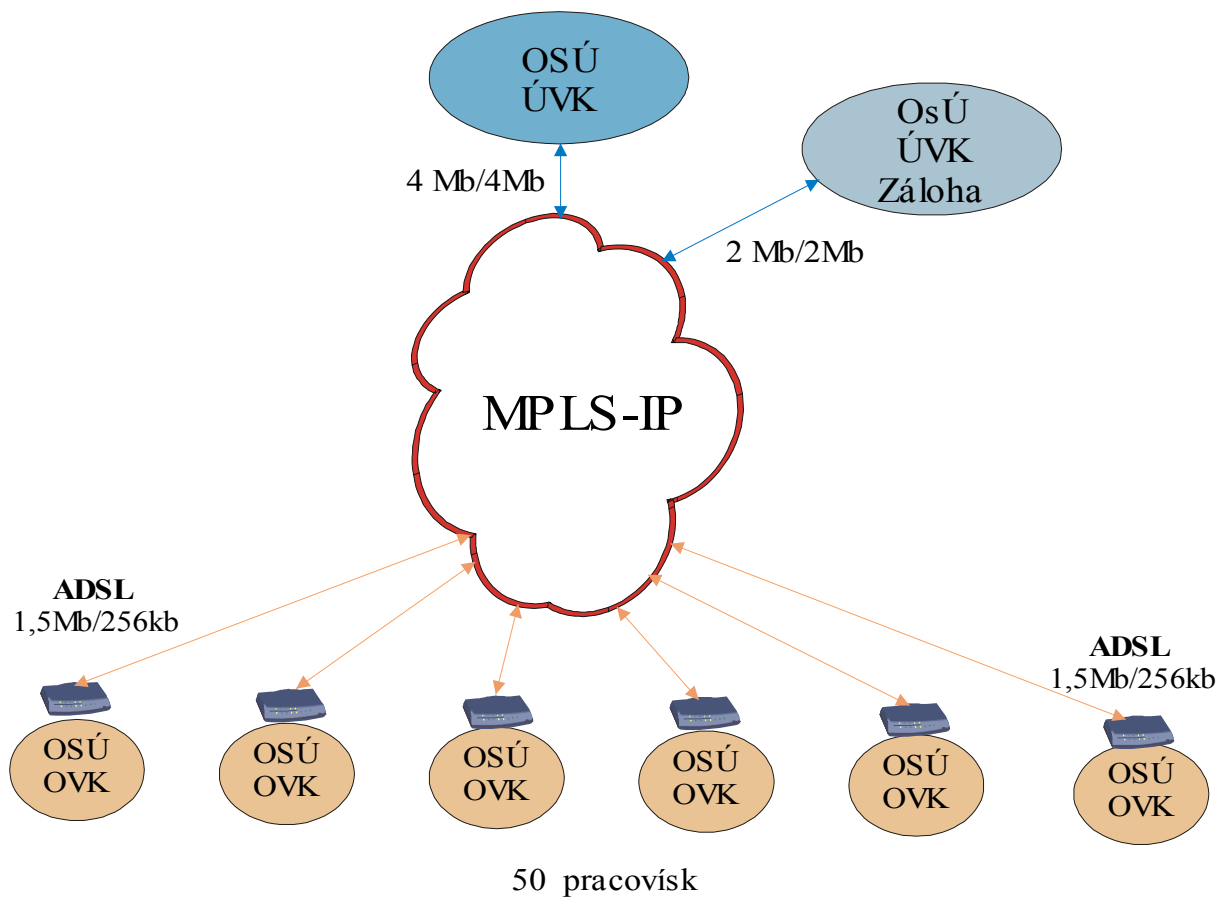 OSÚ
ÚVK
OsÚ
ÚVK
Záloha
4 Mb/4Mb
2 Mb/2Mb
MPLS-IP
ADSL
1,5Mb/256kb
ADSL
1,5Mb/256kb
OSÚ
OVK
OSÚ
OVK
OSÚ
OVK
OSÚ
OVK
OSÚ
OVK
OSÚ
OVK
50 pracovísk